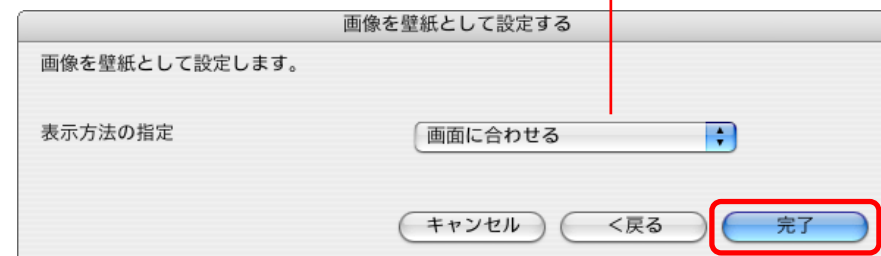 画像を壁紙として設定する
画像を壁紙として設定します。
表示方法の指定
画面に合わせる
キャンセル
<戻る
完了